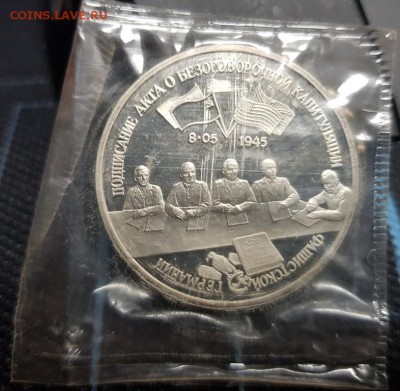 COINS.LAVE.RU
ПОДПИСАНИЕ АКТА О БЕЗОГОВОРОЧНОЙ КАПИТУЛЯЦИИ
8·05 1945
ФАШИСТСКОЙ
ГЕРМАНИИ